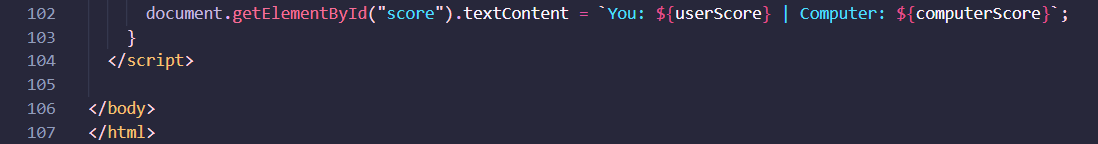 102 document.getElementById("score").textContent = `You: ${userScore} | Computer: ${computerScore}`;
103 }
104 </script>
105
106 </body>
107 </html>